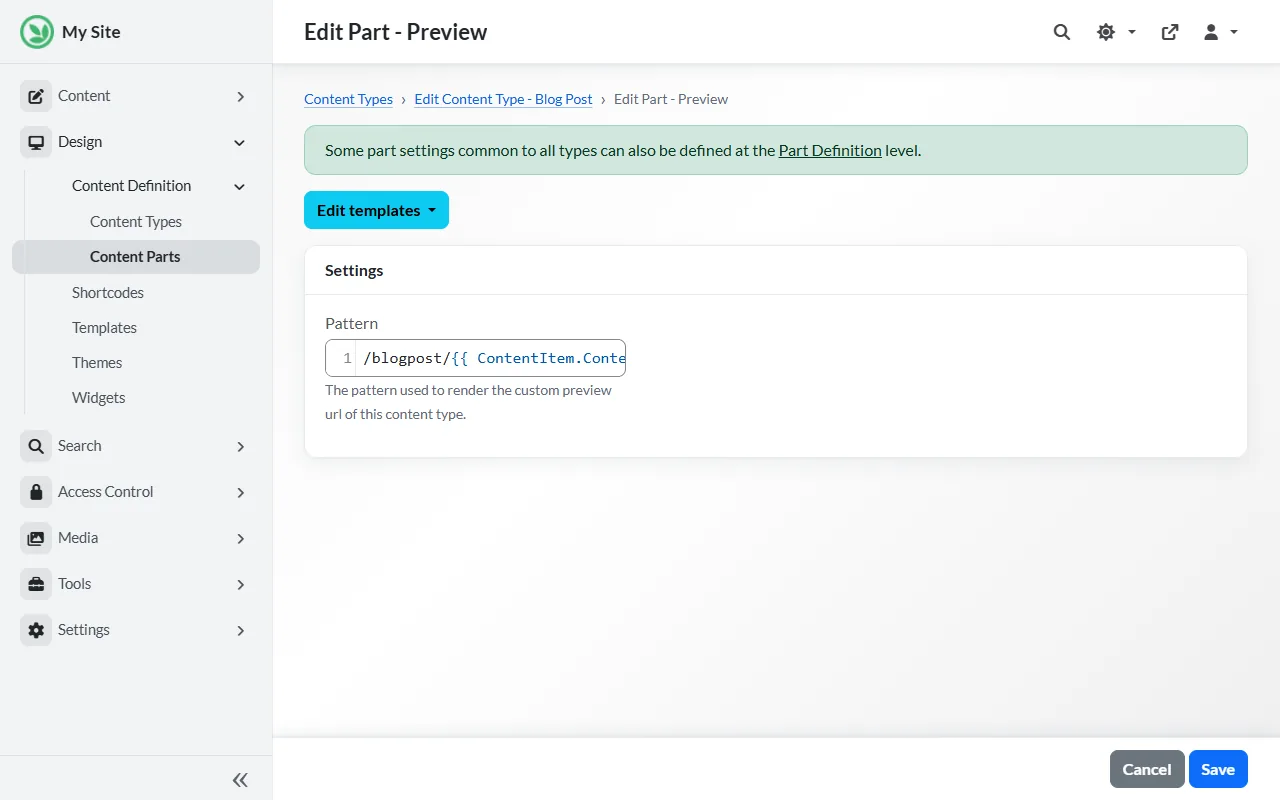 My Site
Edit Part - Preview
Content
Design
Content Definition
Content Types
Content Parts
Shortcodes
Templates
Themes
Widgets
Search
Access Control
Media
Tools
Settings
Content Types › Edit Content Type - Blog Post › Edit Part - Preview
Some part settings common to all types can also be defined at the Part Definition level.
Edit templates
Settings
Pattern
1 /blogpost/{{ ContentItem.Conte
The pattern used to render the custom preview
url of this content type.
Cancel Save